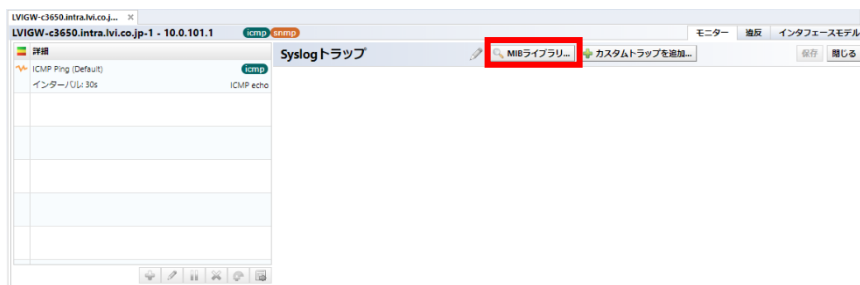 LVIGW-c3650.intra.lvi.co.j... ×
LVIGW-c3650.intra.lvi.co.jp-1 - 10.0.101.1 icmp snmp モニター 違反 インタフェースモデル
詳細 Syslogトラップ MIBライブラリ... カスタムトラップを追加... 保存 閉じる
ICMP Ping (Default) icmp
インターバル: 30s ICMP echo